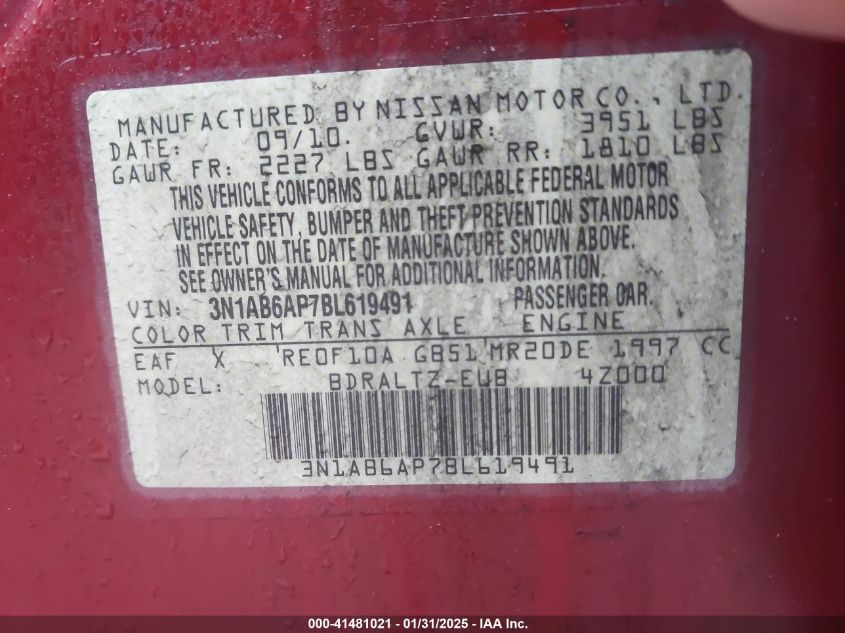 MANUFACTURED BY NISSAN MOTOR CO., LTD.
DATE: 09/10. GVWR: 3951 LBS
GAWR FR: 2227 LBS GAWR RR: 1810 LBS
THIS VEHICLE CONFORMS TO ALL APPLICABLE FEDERAL MOTOR
VEHICLE SAFETY, BUMPER AND THEFT PREVENTION STANDARDS
IN EFFECT ON THE DATE OF MANUFACTURE SHOWN ABOVE.
SEE OWNER'S MANUAL FOR ADDITIONAL INFORMATION.
VIN: 3N1AB6AP7BL619491 PASSENGER CAR.
COLOR TRIM TRANS AXLE ENGINE
EAF X RE0F10A GB51 MR20DE 1997 CC
MODEL: BDRALTZ-EUB 4Z000
3N1AB6AP7BL619491
000-41481021 - 01/31/2025 - IAA Inc.